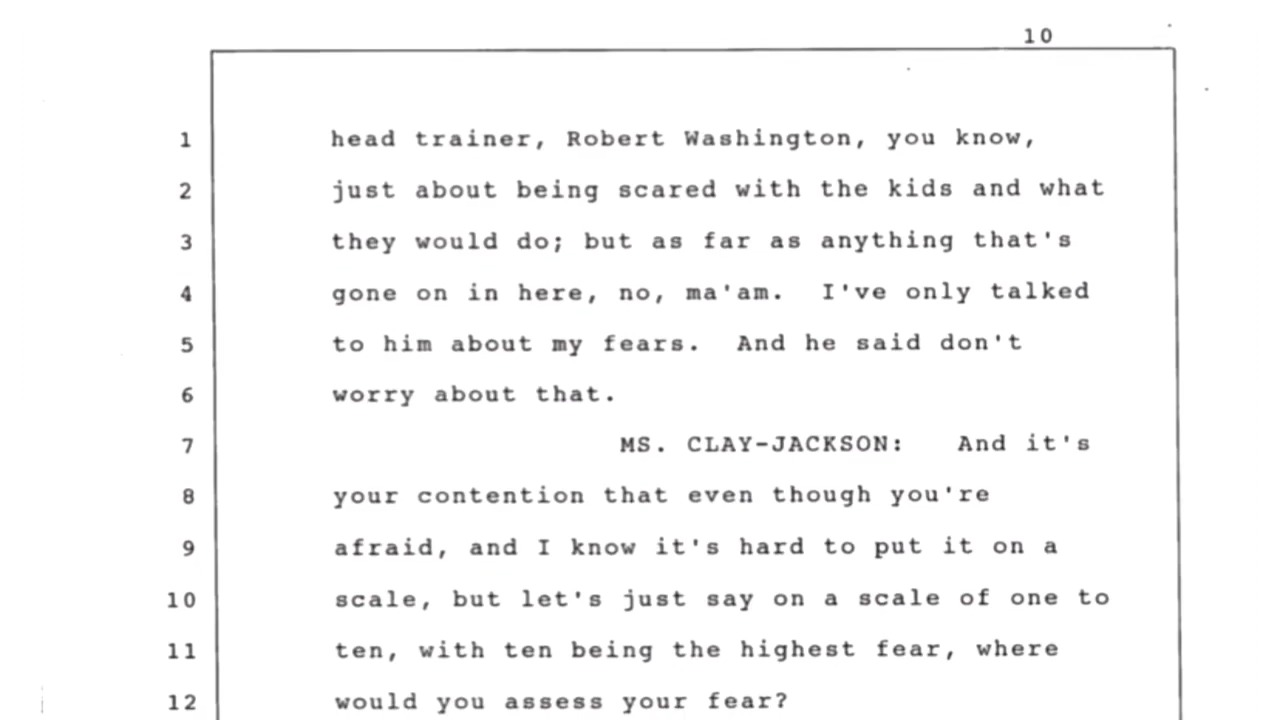 10
1 head trainer, Robert Washington, you know,
2 just about being scared with the kids and what
3 they would do; but as far as anything that's
4 gone on in here, no, ma'am. I've only talked
5 to him about my fears. And he said don't
6 worry about that.
7 MS. CLAY-JACKSON: And it's
8 your contention that even though you're
9 afraid, and I know it's hard to put it on a
10 scale, but let's just say on a scale of one to
11 ten, with ten being the highest fear, where
12 would you assess your fear?